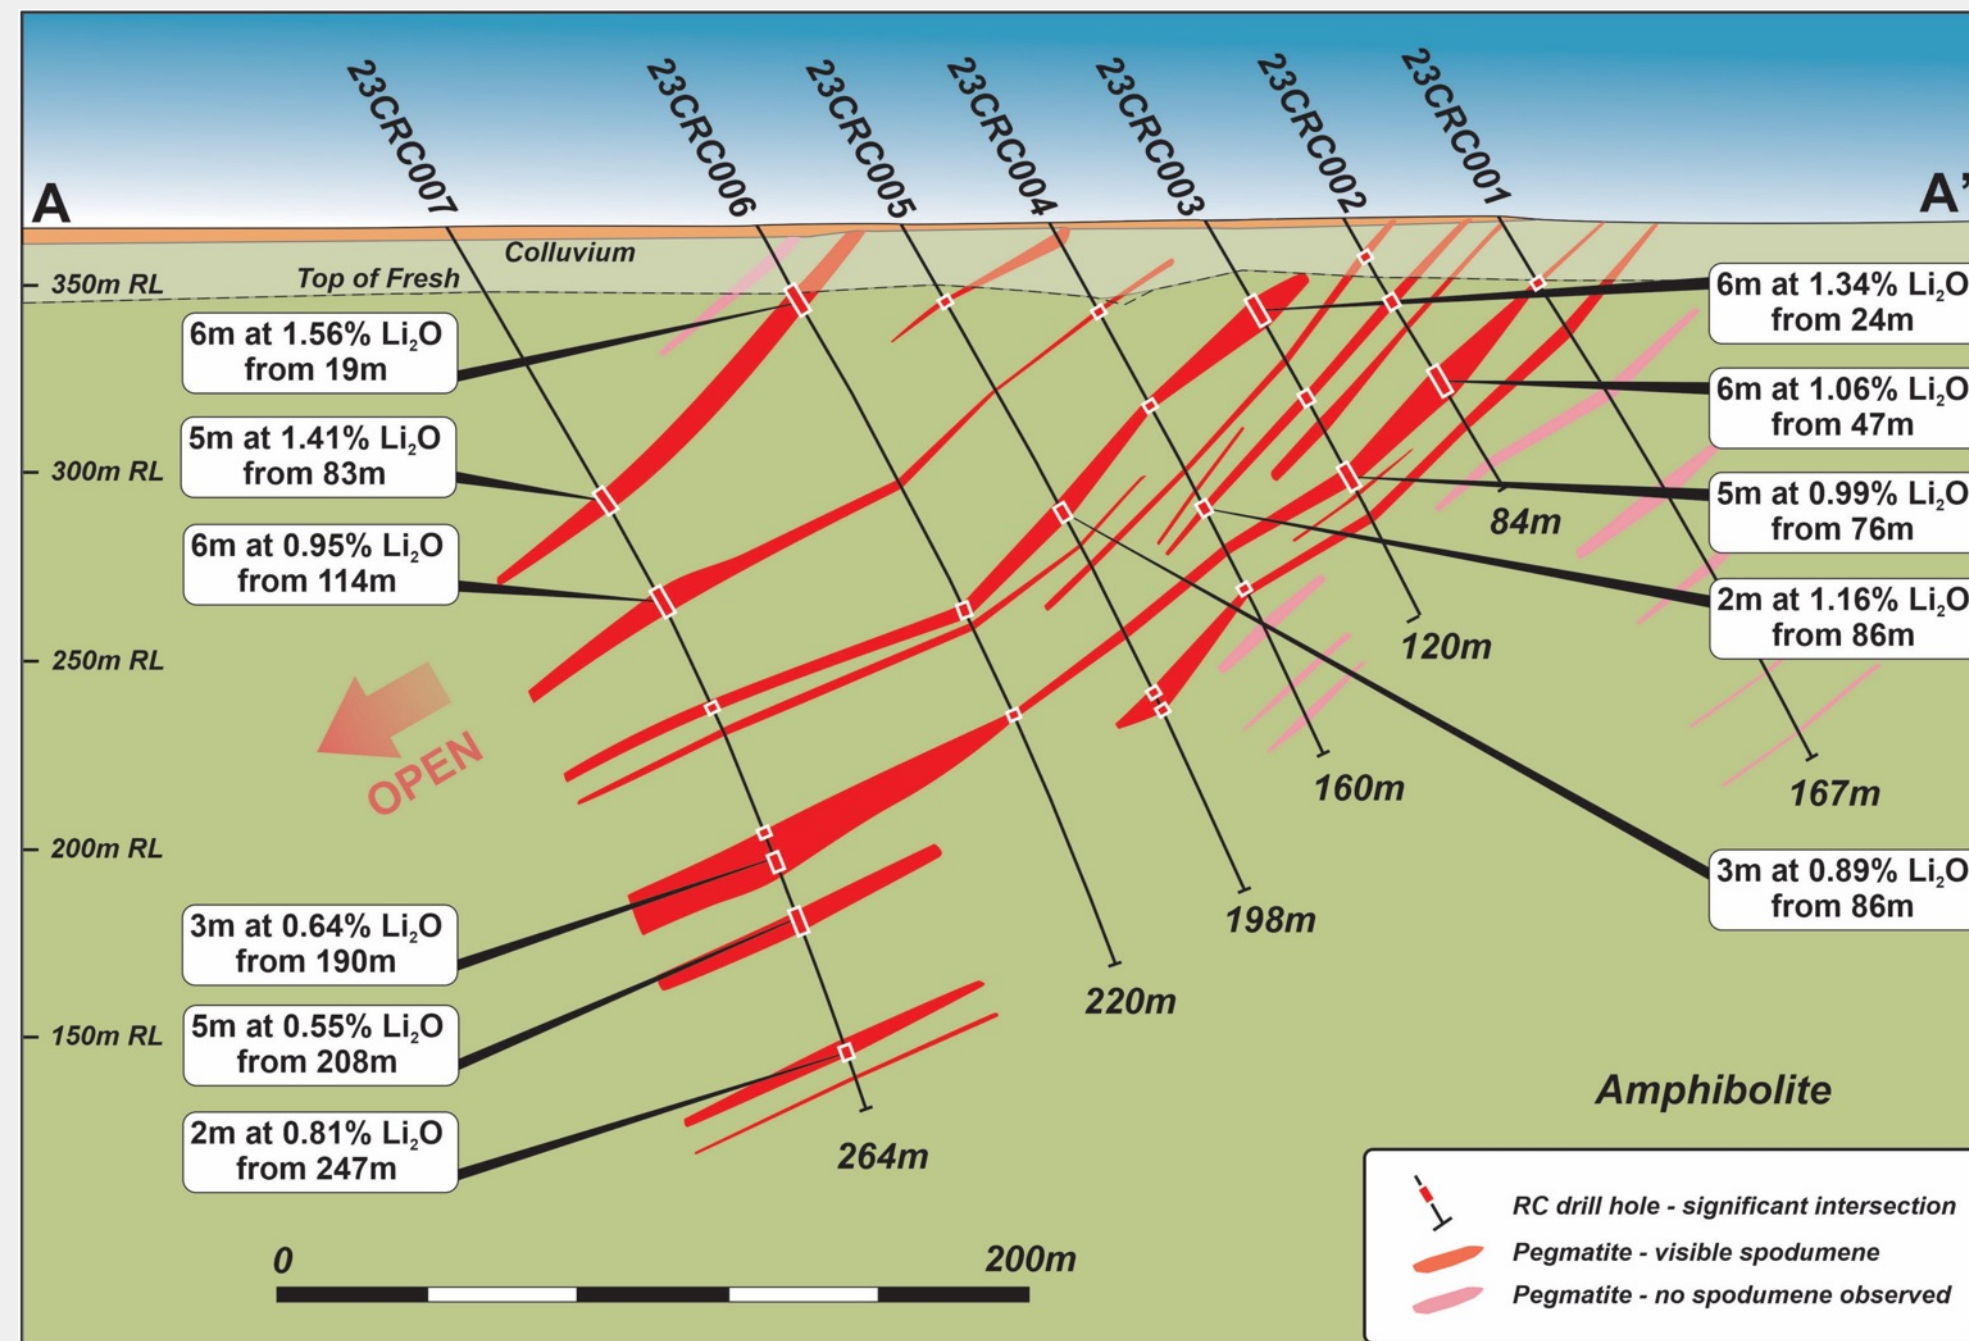 23CRC007
23CRC006
23CRC005
23CRC004
23CRC003
23CRC002
23CRC001
A
A’
Colluvium
Top of Fresh
350m RL
300m RL
250m RL
200m RL
150m RL
6m at 1.56% Li₂O
from 19m
5m at 1.41% Li₂O
from 83m
6m at 0.95% Li₂O
from 114m
3m at 0.64% Li₂O
from 190m
5m at 0.55% Li₂O
from 208m
2m at 0.81% Li₂O
from 247m
6m at 1.34% Li₂O
from 24m
6m at 1.06% Li₂O
from 47m
5m at 0.99% Li₂O
from 76m
2m at 1.16% Li₂O
from 86m
3m at 0.89% Li₂O
from 86m
OPEN
84m
120m
160m
167m
198m
220m
264m
Amphibolite
0
200m
RC drill hole - significant intersection
Pegmatite - visible spodumene
Pegmatite - no spodumene observed